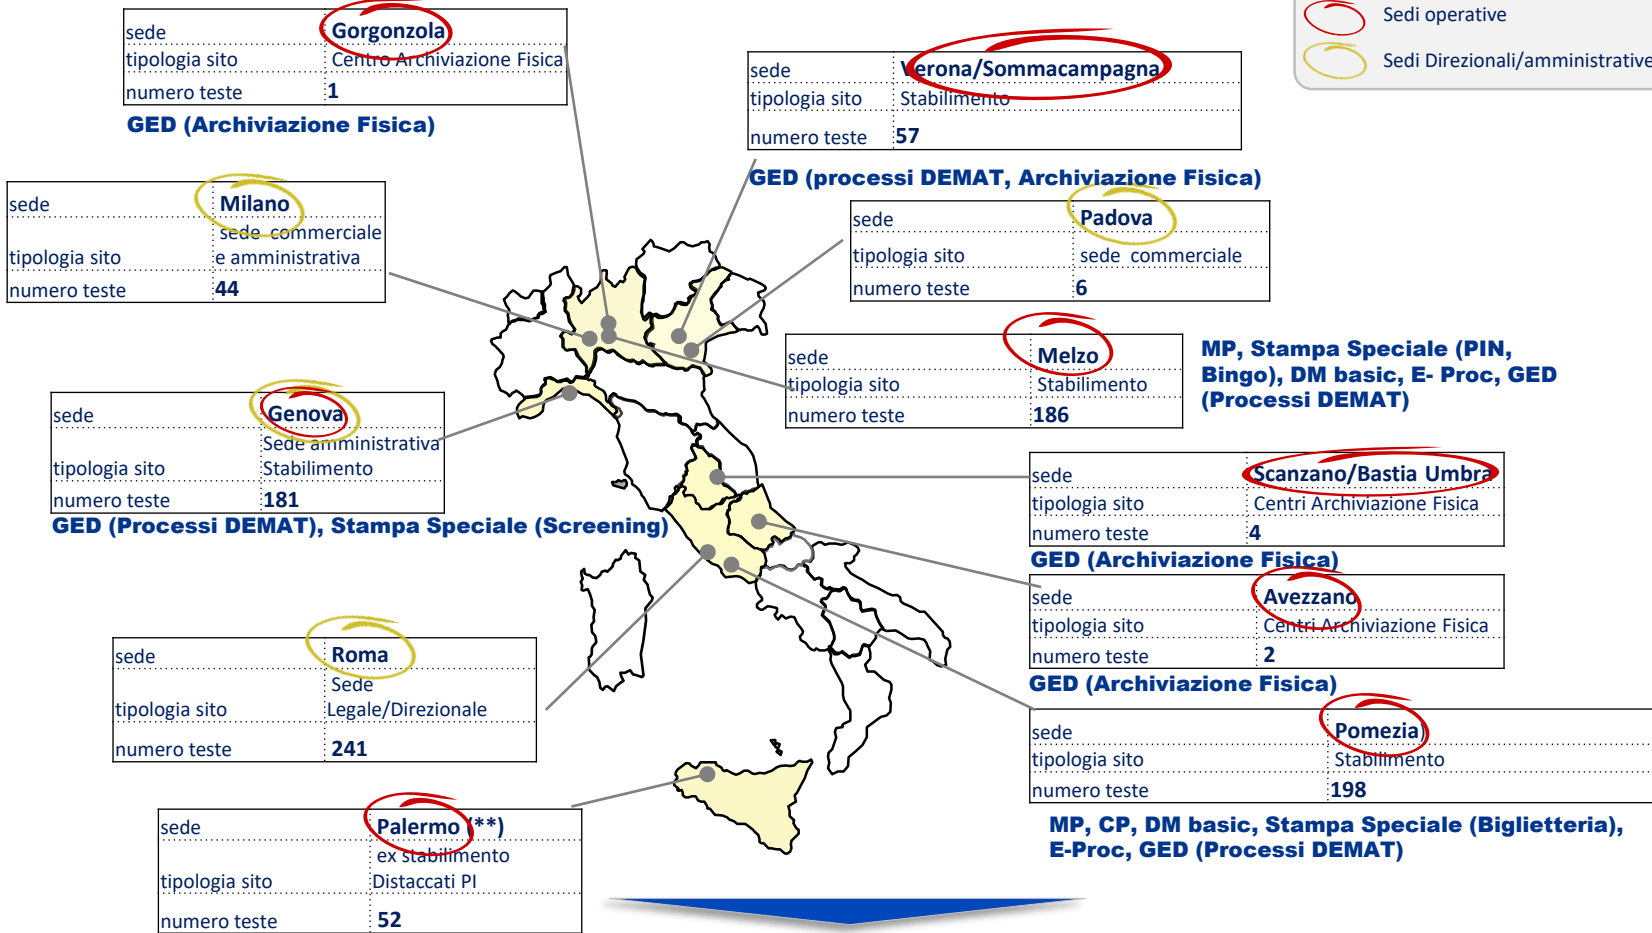 Sedi operative
Sedi Direzionali/amministrative
sede Gorgonzola
tipologia sito Centro Archiviazione Fisica
numero teste 1
GED (Archiviazione Fisica)
sede Verona/Sommacampagna
tipologia sito Stabilimento
numero teste 57
GED (processi DEMAT, Archiviazione Fisica)
sede Milano
sede commerciale
tipologia sito e amministrativa
numero teste 44
sede Padova
tipologia sito sede commerciale
numero teste 6
sede Melzo
tipologia sito Stabilimento
numero teste 186
MP, Stampa Speciale (PIN,
Bingo), DM basic, E- Proc, GED
(Processi DEMAT)
sede Genova
Sede amministrativa
tipologia sito Stabilimento
numero teste 181
GED (Processi DEMAT), Stampa Speciale (Screening)
sede Scanzano/Bastia Umbra
tipologia sito Centri Archiviazione Fisica
numero teste 4
GED (Archiviazione Fisica)
sede Avezzano
tipologia sito Centri Archiviazione Fisica
numero teste 2
GED (Archiviazione Fisica)
sede Roma
Sede
tipologia sito Legale/Direzionale
numero teste 241
sede Pomezia)
tipologia sito Stabilimento
numero teste 198
MP, CP, DM basic, Stampa Speciale (Biglietteria),
E-Proc, GED (Processi DEMAT)
sede Palermo (**)
ex stabilimento
tipologia sito Distaccati PI
numero teste 52